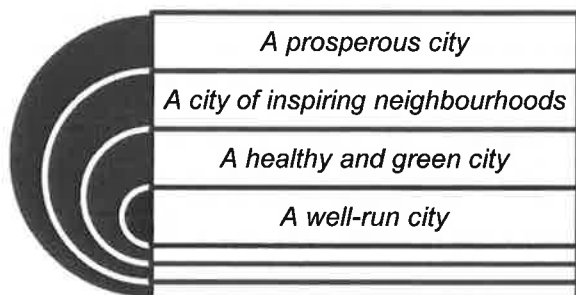 A prosperous city
A city of inspiring neighbourhoods
A healthy and green city
A well-run city